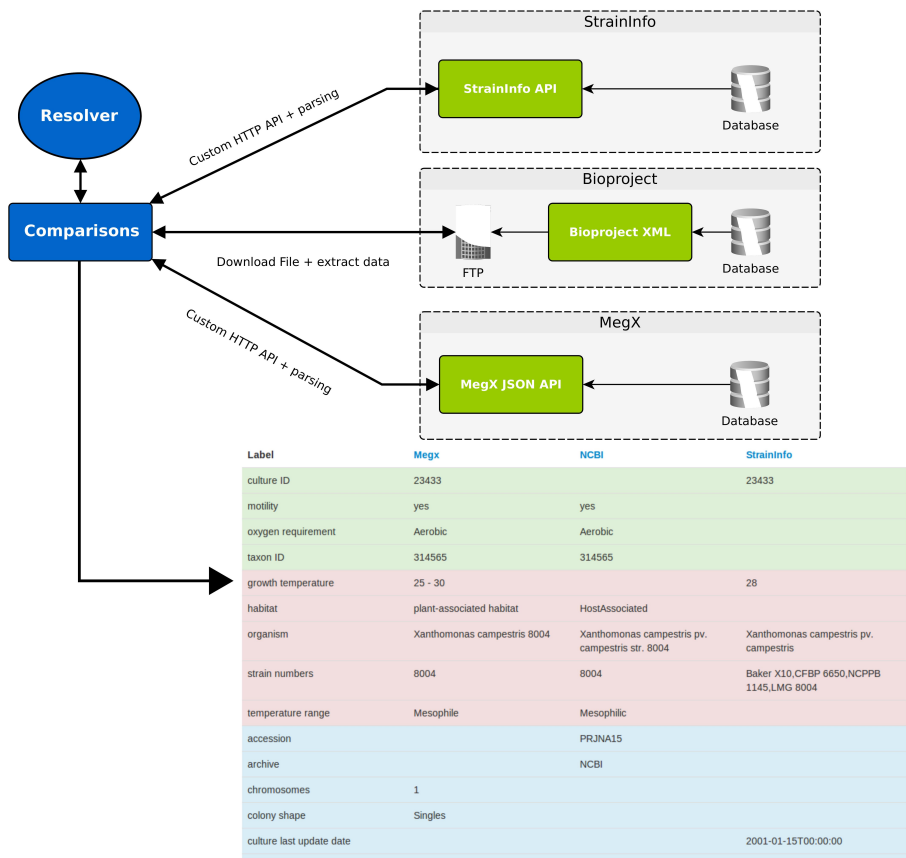 StrainInfo
StrainInfo API
Database
Custom HTTP API + parsing
Resolver
Bioproject
Comparisons
Bioproject XML
Database
FTP
Download File + extract data
MegX
Custom HTTP API + parsing
MegX JSON API
Database
Label Megx NCBI StrainInfo
culture ID 23433 23433
motility yes yes
oxygen requirement Aerobic Aerobic
taxon ID 314565 314565
growth temperature 25 - 30 28
habitat plant-associated habitat HostAssociated
organism Xanthomonas campestris 8004 Xanthomonas campestris pv. Xanthomonas campestris pv.
campestris str. 8004 campestris
strain numbers 8004 8004 Baker X10,CFBP 6650,NCPPB
1145,LMG 8004
temperature range Mesophile Mesophilic
accession PRJNA15
archive NCBI
chromosomes 1
colony shape Singles
culture last update date 2001-01-15T00:00:00